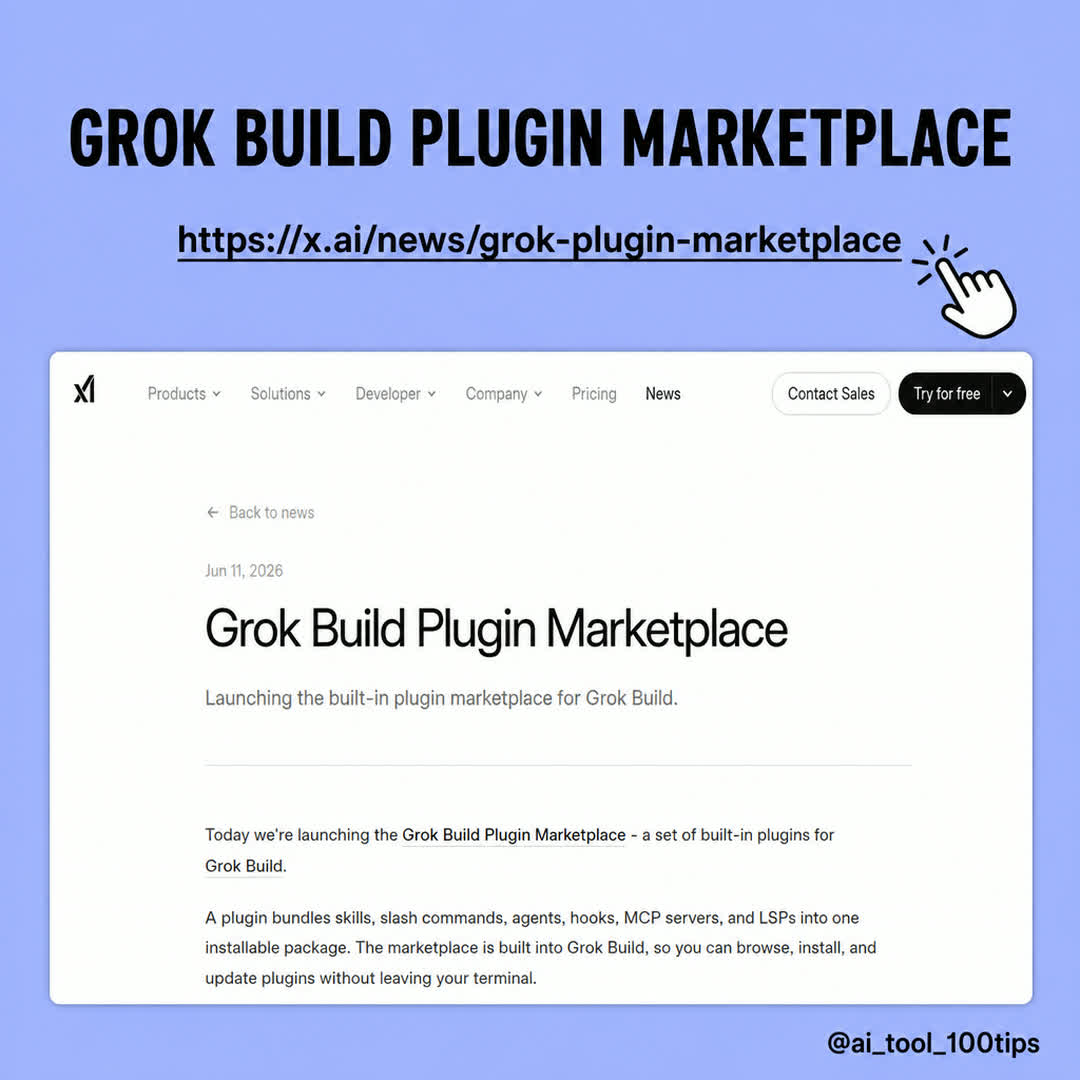 GROK BUILD PLUGIN MARKETPLACE
https://x.ai/news/grok-plugin-marketplace
Products Solutions Developer Company Pricing News Contact Sales Try for free
← Back to news
Jun 11, 2026
Grok Build Plugin Marketplace
Launching the built-in plugin marketplace for Grok Build.
Today we're launching the Grok Build Plugin Marketplace - a set of built-in plugins for
Grok Build.
A plugin bundles skills, slash commands, agents, hooks, MCP servers, and LSPs into one
installable package. The marketplace is built into Grok Build, so you can browse, install, and
update plugins without leaving your terminal.
@ai_tool_100tips